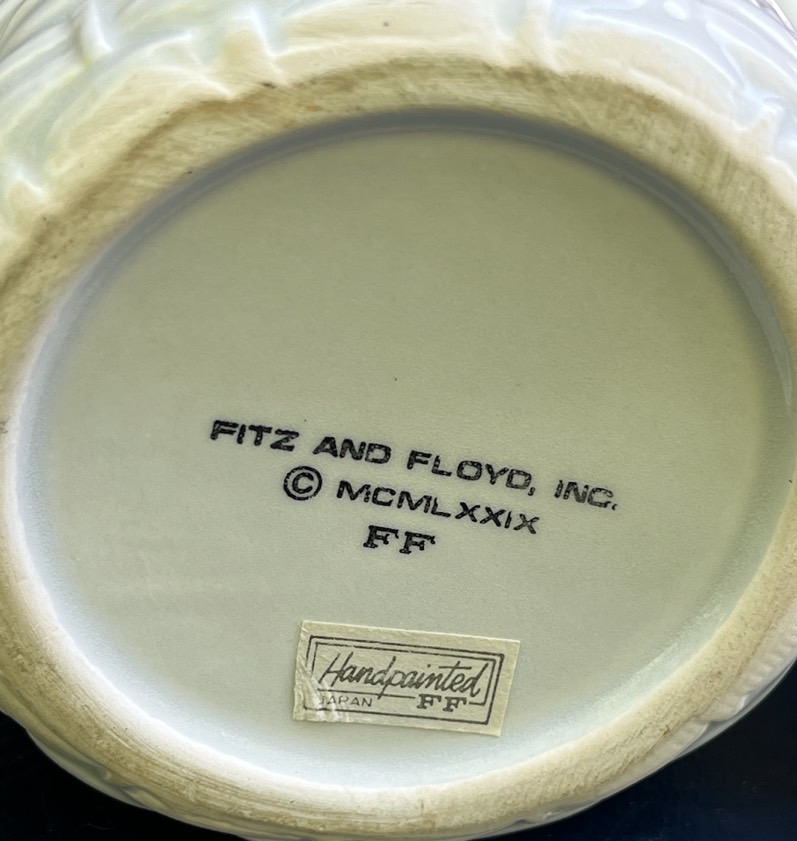 FITZ AND FLOYD, INC.
© MCMLXXIX
FF
Handpainted
JAPAN FF